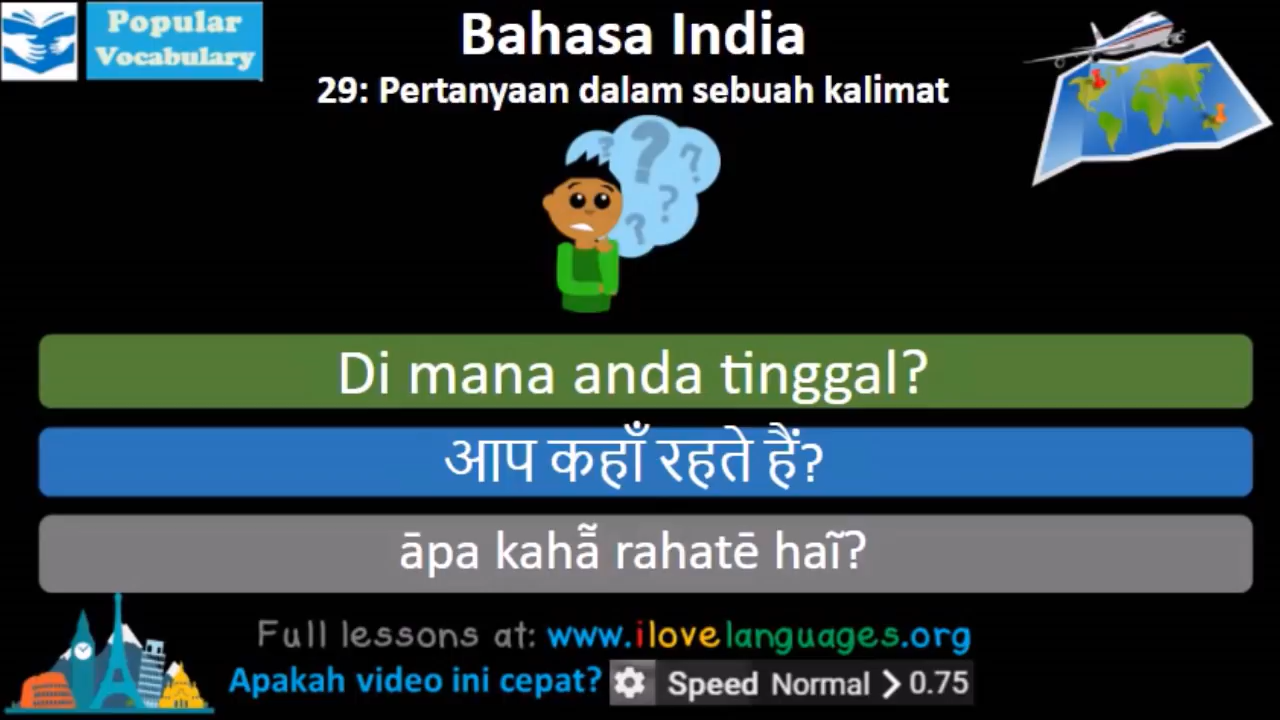 Popular
Vocabulary
Bahasa India
29: Pertanyaan dalam sebuah kalimat
Di mana anda tinggal?
आप कहाँ रहते हैं?
āpa kahā̃ rahatē haĩ?
Full lessons at: www.ilovelanguages.org
Apakah video ini cepat? Speed Normal > 0.75